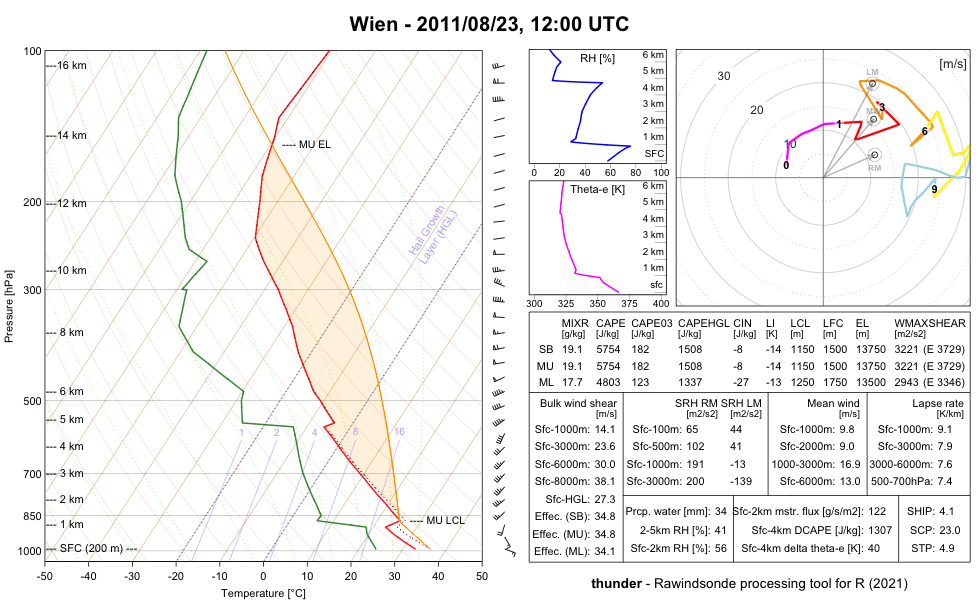 Wien - 2011/08/23, 12:00 UTC
100
200
300
400
500
700
850
1000
Pressure [hPa]
16 km
14 km
12 km
10 km
8 km
6 km
5 km
4 km
3 km
2 km
1 km
SFC (200 m)
MU EL
MU LCL
Hail Growth
Layer (HGL)
1 2 4 8 16
-50 -40 -30 -20 -10 0 10 20 30 40 50
Temperature [°C]
RH [%]
6 km
5 km
4 km
3 km
2 km
1 km
SFC
0 20 40 60 80 100
Theta-e [K]
6 km
5 km
4 km
3 km
2 km
1 km
sfc
300 325 350 375 400
[m/s]
30
20
10
LM
RM
0
1
3
6
9
MIXR CAPE CAPE03 CAPEHGL CIN LI LCL LFC EL WMAXSHEAR
[g/kg] [J/kg] [J/kg] [J/kg] [J/kg] [K] [m] [m] [m] [m2/s2]
SB 19.1 5754 182 1508 -8 -14 1150 1500 13750 3221 (E 3729)
MU 19.1 5754 182 1508 -8 -14 1150 1500 13750 3221 (E 3729)
ML 17.7 4803 123 1337 -27 -13 1250 1750 13500 2943 (E 3346)
Bulk wind shear
[m/s]
Sfc-1000m: 14.1
Sfc-3000m: 23.6
Sfc-6000m: 30.0
Sfc-8000m: 38.1
Sfc-HGL: 27.3
Effec. (SB): 34.8
Effec. (MU): 34.8
Effec. (ML): 34.1
SRH RM SRH LM
[m2/s2] [m2/s2]
Sfc-100m: 65 44
Sfc-500m: 102 41
Sfc-1000m: 191 -13
Sfc-3000m: 200 -139
Mean wind
[m/s]
Sfc-1000m: 9.8
Sfc-2000m: 9.0
1000-3000m: 16.9
Sfc-6000m: 13.0
Lapse rate
[K/km]
Sfc-1000m: 9.1
Sfc-3000m: 7.9
3000-6000m: 7.6
500-700hPa: 7.4
Prcp. water [mm]: 34
2-5km RH [%]: 41
Sfc-2km RH [%]: 56
Sfc-2km mstr. flux [g/s/m2]: 122
Sfc-4km DCAPE [J/kg]: 1307
Sfc-4km delta theta-e [K]: 40
SHIP: 4.1
SCP: 23.0
STP: 4.9
thunder - Rawindsonde processing tool for R (2021)